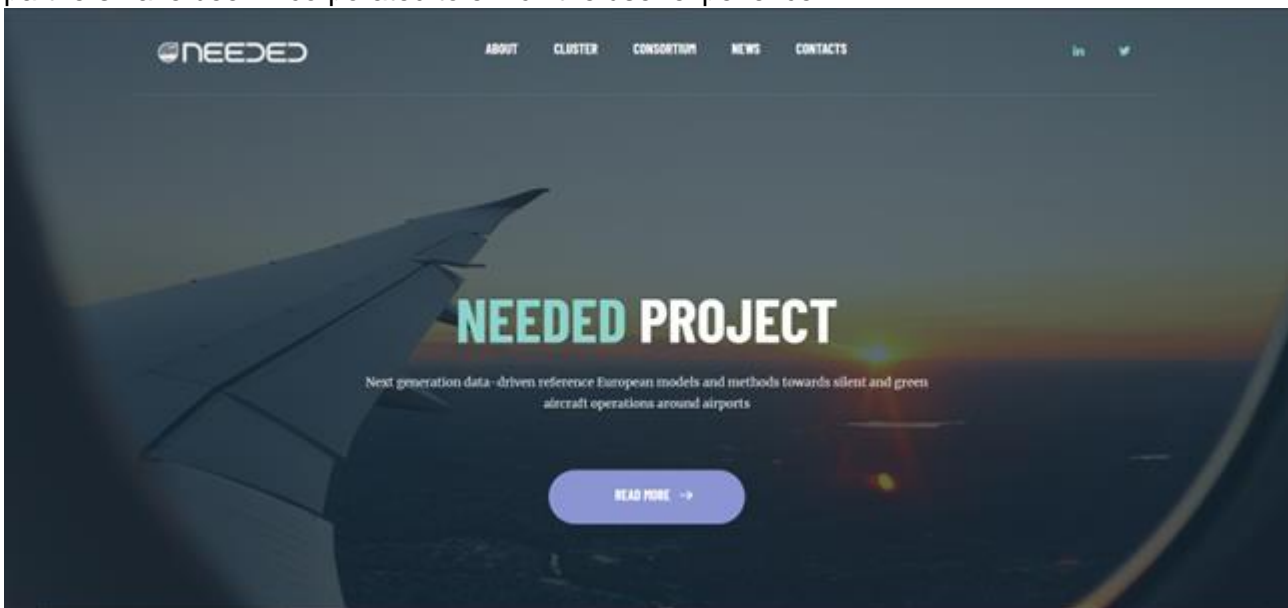 NEEDED
ABOUT CLUSTER CONSORTIUM NEWS CONTACTS
in
NEEDED PROJECT
Next generation data-driven reference European models and methods towards silent and green
aircraft operations around airports
READ MORE →